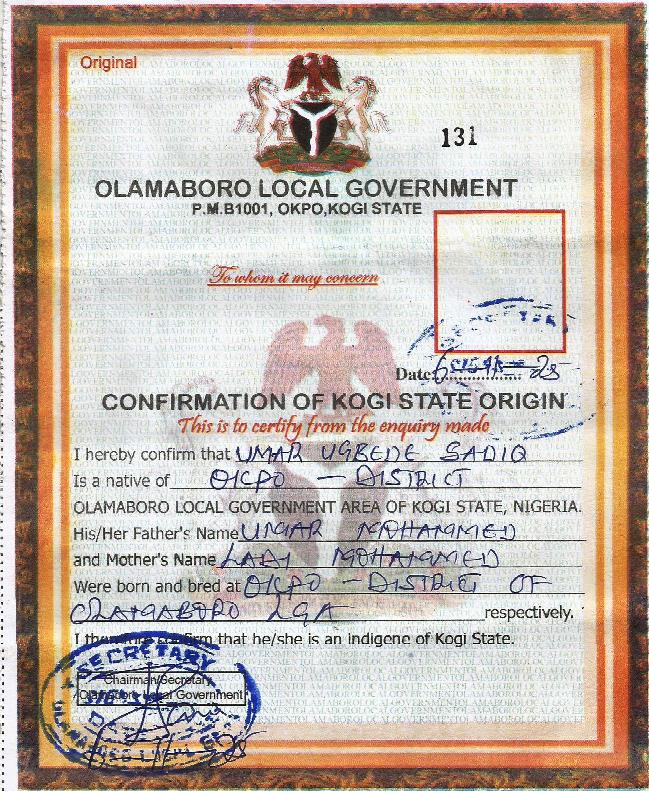 Original
131
OLAMABORO LOCAL GOVERNMENT
P.M.B1001, OKPO,KOGI STATE
To whom it may concern
Date:
CONFIRMATION OF KOGI STATE ORIGIN
This is to certify from the enquiry made
I hereby confirm that UMAR UGBEDE SADIQ
Is a native of OKPO – DISTRICT
OLAMABORO LOCAL GOVERNMENT AREA OF KOGI STATE, NIGERIA.
His/Her Father's Name UMAR MOHAMMED
and Mother's Name LADI MOHAMMED
Were born and bred at OKPO – DISTRICT OF
OLAMABORO LGA respectively.
I therefore confirm that he/she is an indigene of Kogi State.
SECRETARY
Chairman/Secretary
Olamaboro Local Government